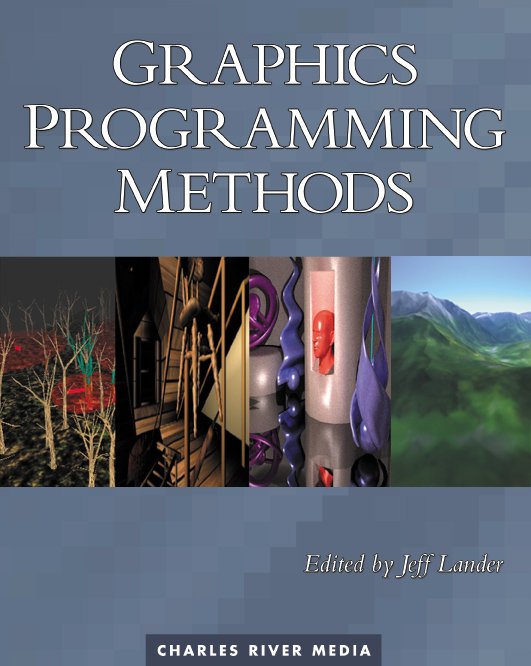 GRAPHICS
PROGRAMMING
METHODS
Edited by Jeff Lander
CHARLES RIVER MEDIA